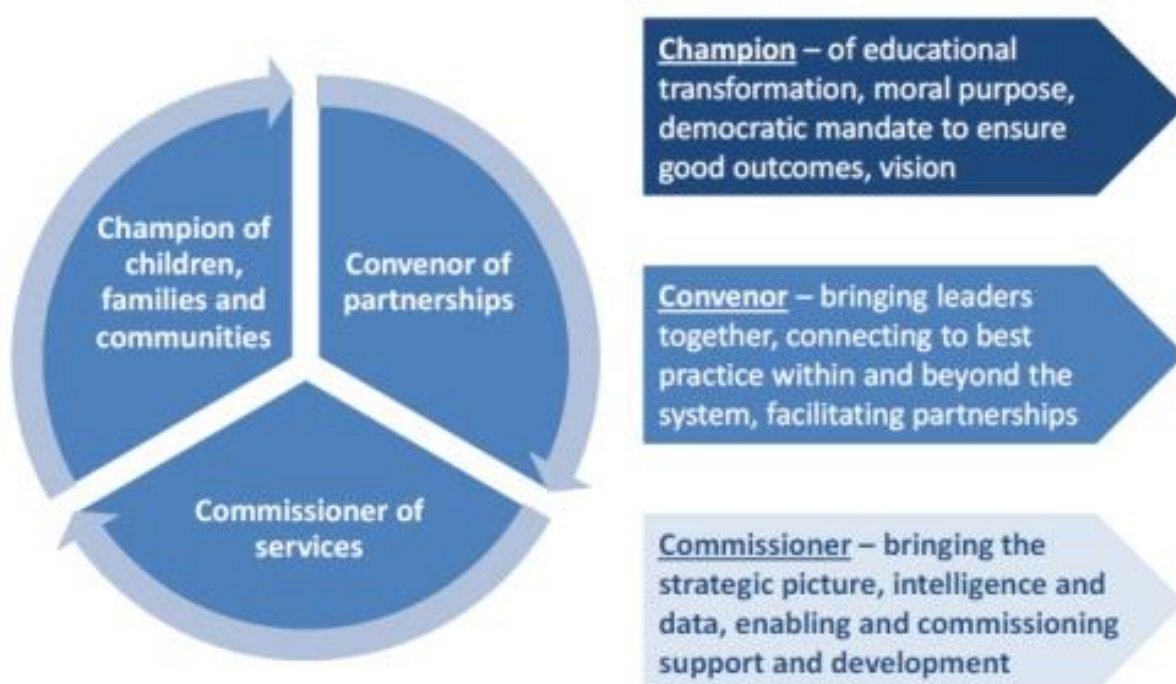 Champion of
children,
families and
communities
Convenor of
partnerships
Commissioner of
services
Champion – of educational
transformation, moral purpose,
democratic mandate to ensure
good outcomes, vision
Convenor – bringing leaders
together, connecting to best
practice within and beyond the
system, facilitating partnerships
Commissioner – bringing the
strategic picture, intelligence and
data, enabling and commissioning
support and development